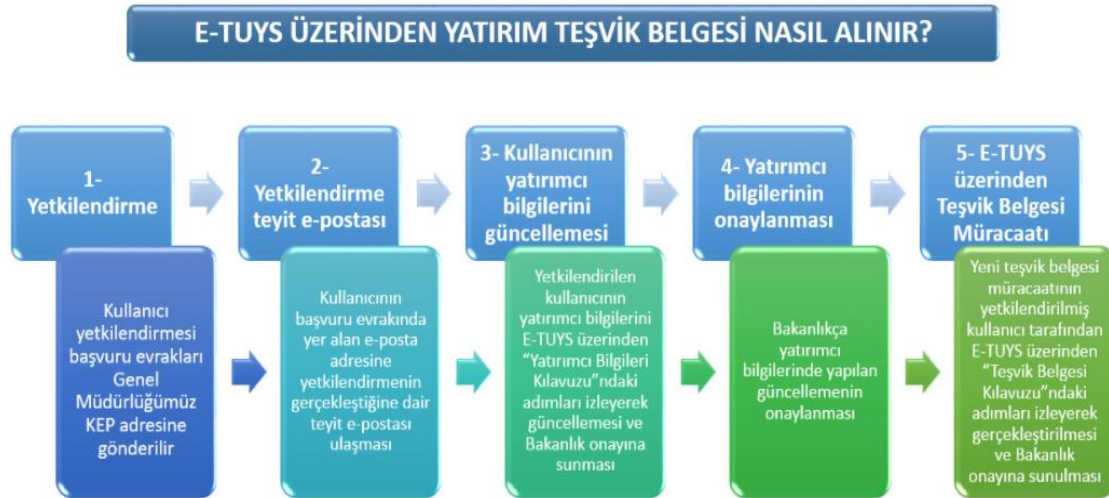 E-TUYS ÜZERİNDEN YATIRIM TEŞVİK BELGESİ NASIL ALINIR?
1-
Yetkilendirme
2-
Yetkilendirme
teyit e-postası
3- Kullanıcının
yatırımcı
bilgilerini
güncellemesi
4- Yatırımcı
bilgilerinin
onaylanması
5- E-TUYS
üzerinden
Teşvik Belgesi
Müracaatı
Kullanıcı
yetkilendirmesi
başvuru evrakları
Genel
Müdürlüğümüz
KEP adresine
gönderilir
Kullanıcının
başvuru evrakında
yer alan e-posta
adresine
yetkilendirmenin
gerçekleştiğine dair
teyit e-postası
ulaşması
Yetkilendirilen
kullanıcının
yatırımcı bilgilerini
E-TUYS üzerinden
“Yatırımcı Bilgileri
Kılavuzu”ndaki
adımları izleyerek
güncellemesi ve
Bakanlık onayına
sunması
Bakanlıkça
yatırımcı
bilgilerinde yapılan
güncellemenin
onaylanması
Yeni teşvik belgesi
müracaatının
yetkilendirilmiş
kullanıcı tarafından
E-TUYS üzerinden
“Teşvik Belgesi
Kılavuzu”ndaki
adımları izleyerek
gerçekleştirilmesi
ve Bakanlık
onayına sunulması